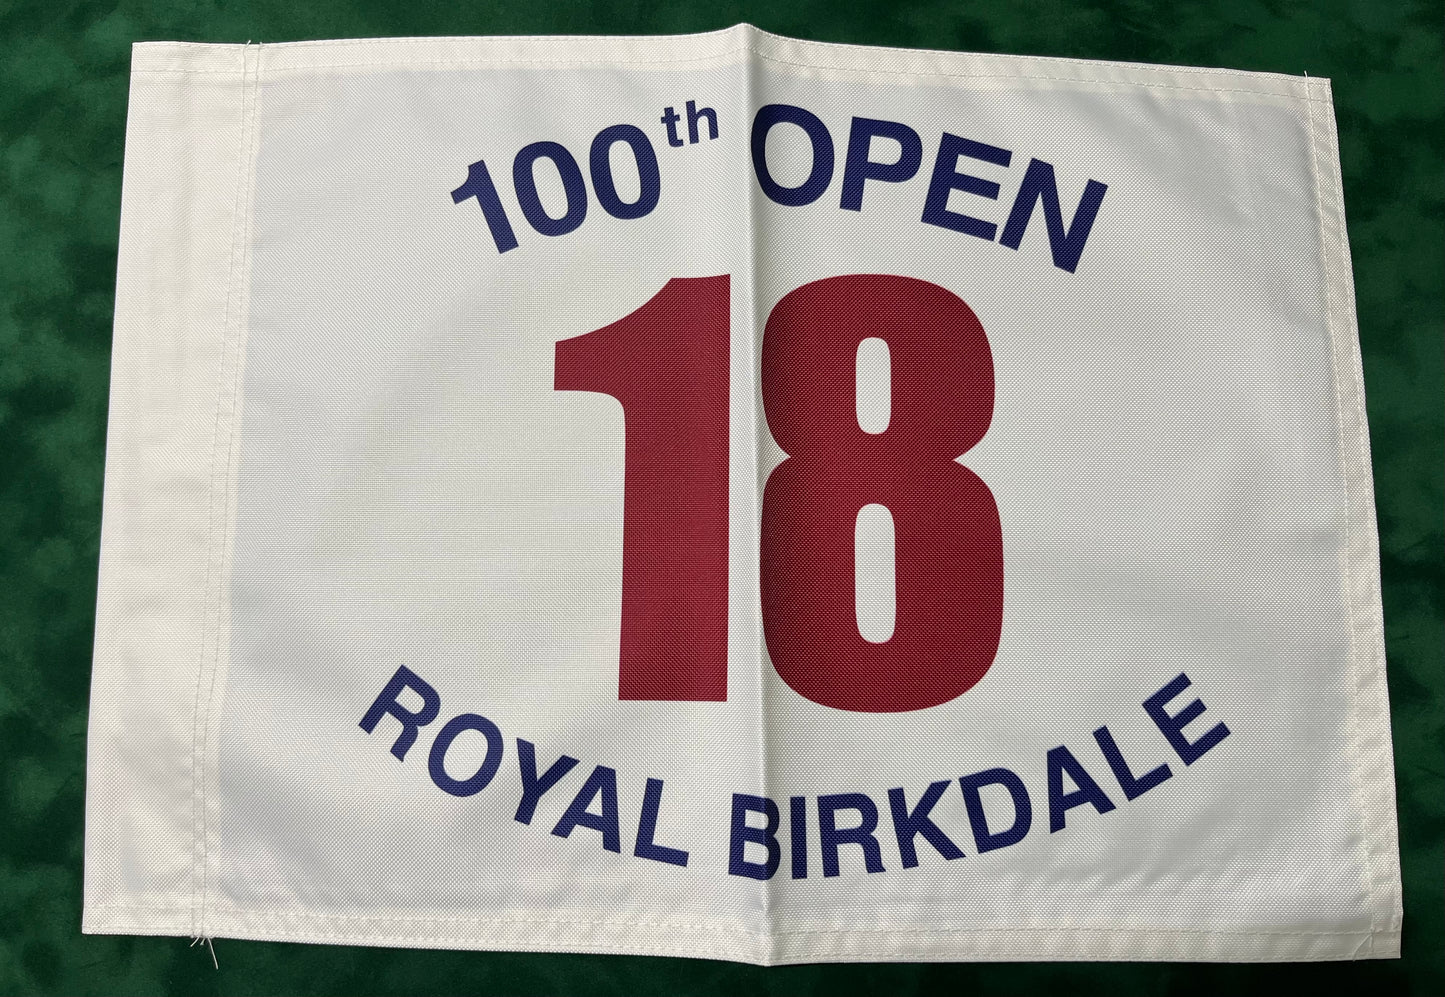 100th OPEN
18
ROYAL BIRKDALE